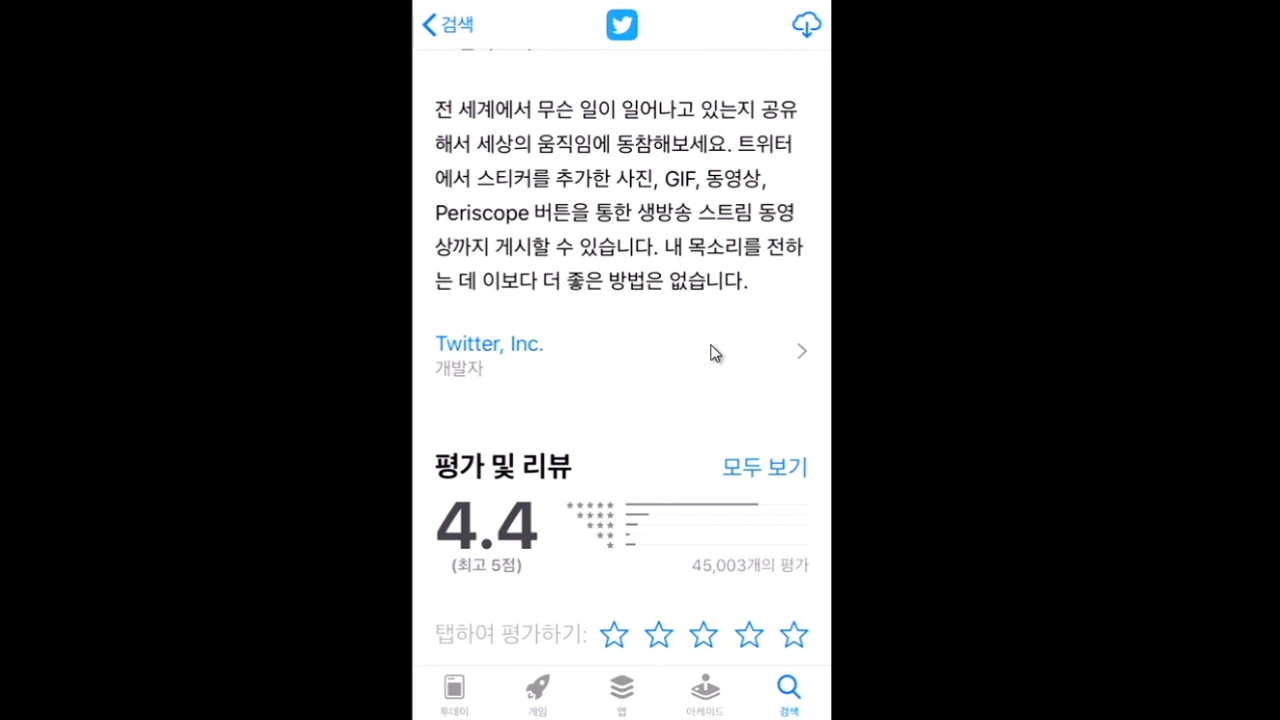 검색
전 세계에서 무슨 일이 일어나고 있는지 공유
해서 세상의 움직임에 동참해보세요. 트위터
에서 스티커를 추가한 사진, GIF, 동영상,
Periscope 버튼을 통한 생방송 스트림 동영
상까지 게시할 수 있습니다. 내 목소리를 전하
는 데 이보다 더 좋은 방법은 없습니다.
Twitter, Inc.
개발자
평가 및 리뷰 모두 보기
4.4
(최고 5점) 45,003개의 평가
탭하여 평가하기:
투데이 게임 앱 아케이드 검색